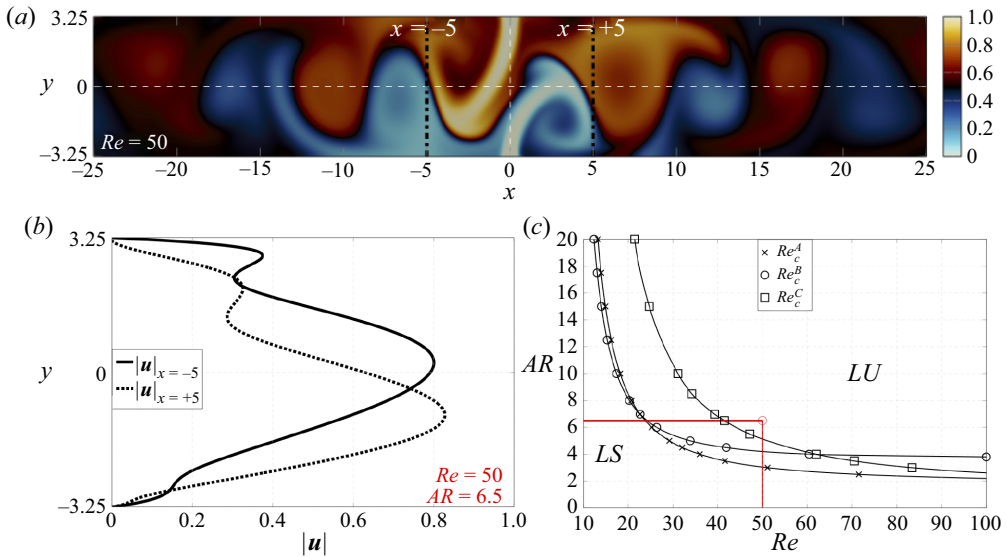 (a)
3.25
y
0
−3.25
x = −5
x = +5
Re = 50
−25 −20 −15 −10 −5 0 5 10 15 20 25
x
1.0
0.8
0.6
0.4
0.2
0
(b)
3.25
y
0
−3.25
|u| x = −5
|u| x = +5
Re = 50
AR = 6.5
0 0.2 0.4 0.6 0.8 1.0
|u|
(c)
20
18
16
14
12
AR 10
8
6
4
2
0
Re_c^A
Re_c^B
Re_c^C
LU
LS
10 20 30 40 50 60 70 80 90 100
Re